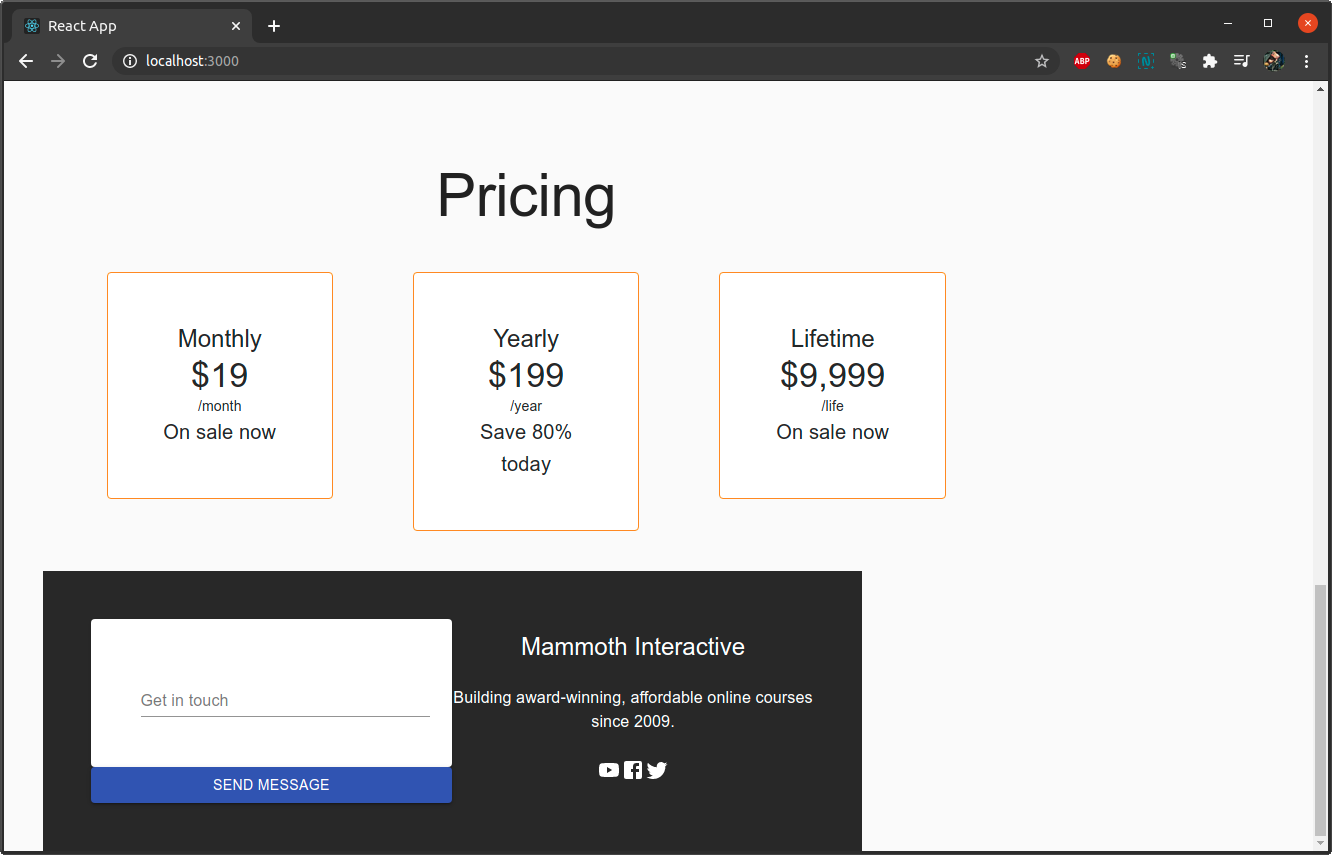 React App
localhost:3000
ABP
N
S
Pricing
Monthly
$19
/month
On sale now
Yearly
$199
/year
Save 80%
today
Lifetime
$9,999
/life
On sale now
Get in touch
SEND MESSAGE
Mammoth Interactive
Building award-winning, affordable online courses
since 2009.